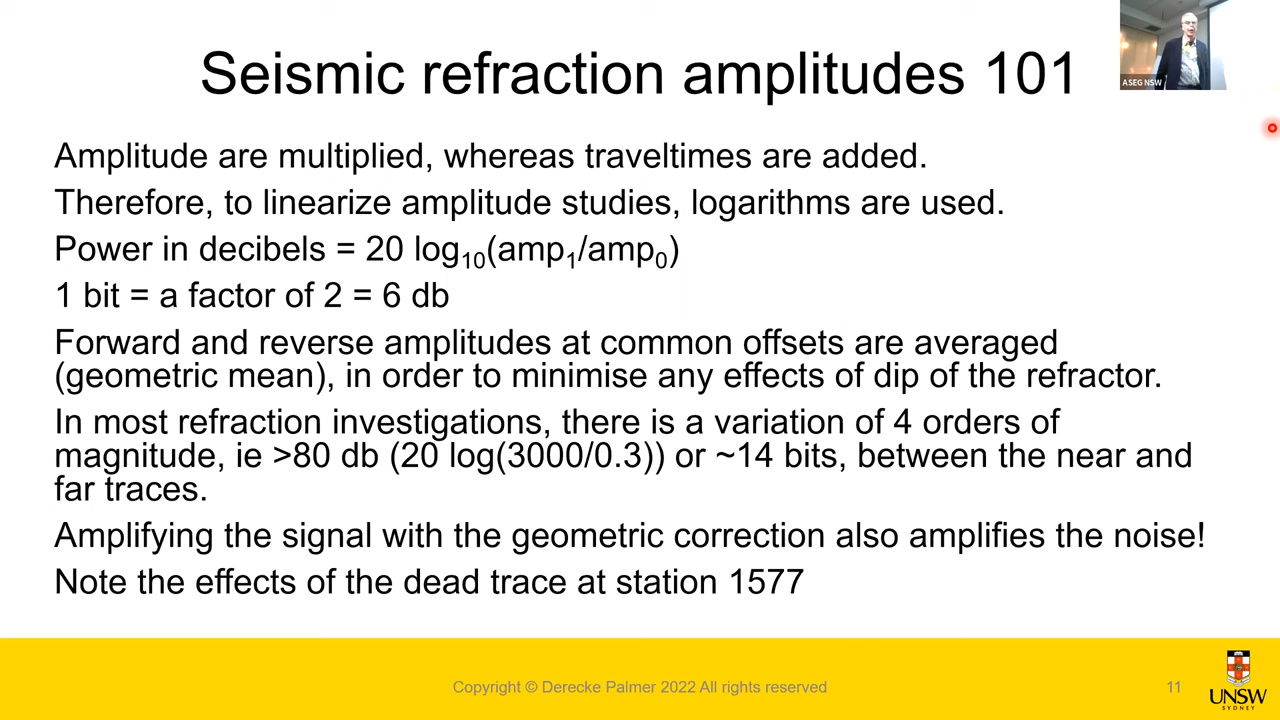 Seismic refraction amplitudes 101
ASEG NSW
Amplitude are multiplied, whereas traveltimes are added.
Therefore, to linearize amplitude studies, logarithms are used.
Power in decibels = 20 log₁₀(amp₁/amp₀)
1 bit = a factor of 2 = 6 db
Forward and reverse amplitudes at common offsets are averaged
(geometric mean), in order to minimise any effects of dip of the refractor.
In most refraction investigations, there is a variation of 4 orders of
magnitude, ie >80 db (20 log(3000/0.3)) or ~14 bits, between the near and
far traces.
Amplifying the signal with the geometric correction also amplifies the noise!
Note the effects of the dead trace at station 1577
Copyright © Derecke Palmer 2022 All rights reserved
11
UNSW
SYDNEY